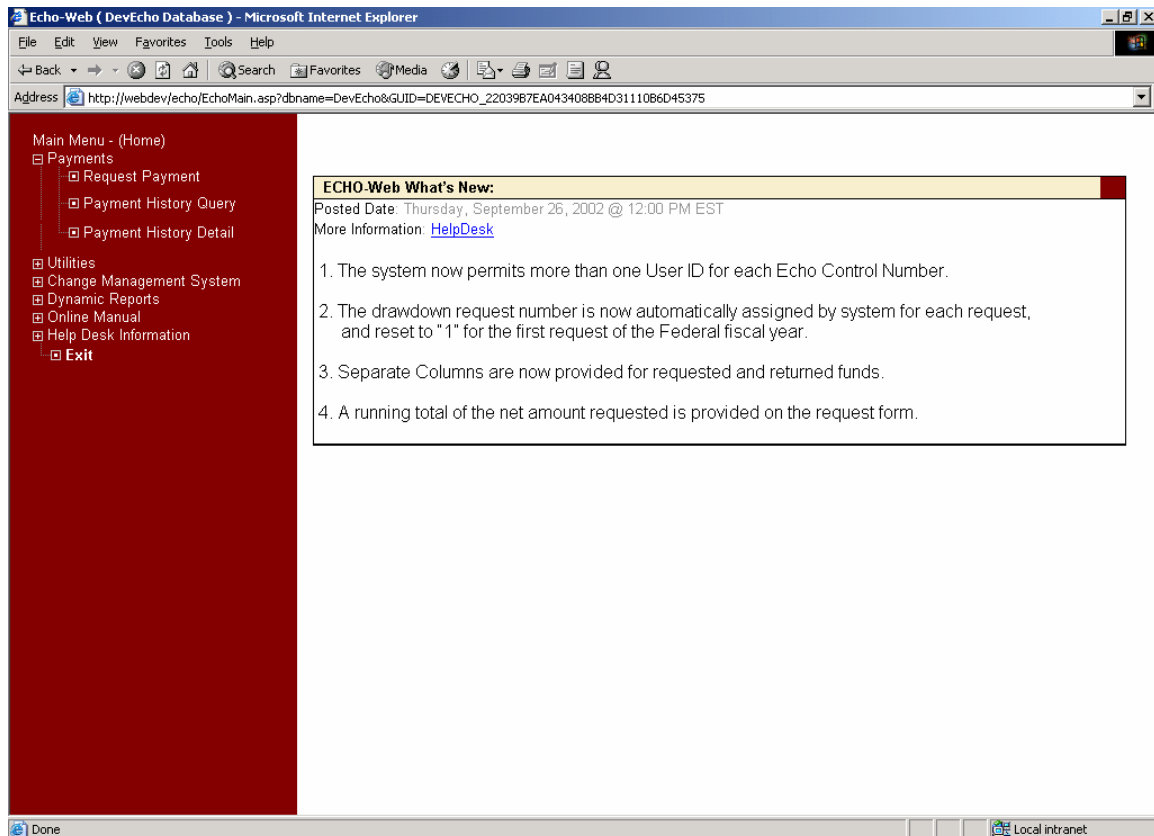 Echo-Web ( DevEcho Database ) - Microsoft Internet Explorer
File Edit View Favorites Tools Help
Back Search Favorites Media
Address http://webdev/echo/EchoMain.asp?dbname=DevEcho&GUID=DEVECHO_22039B7EA043408BB4D31110B6D45375
Main Menu - (Home)
Payments
Request Payment
Payment History Query
Payment History Detail
Utilities
Change Management System
Dynamic Reports
Online Manual
Help Desk Information
Exit
ECHO-Web What's New:
Posted Date: Thursday, September 26, 2002 @ 12:00 PM EST
More Information: HelpDesk
1. The system now permits more than one User ID for each Echo Control Number.
2. The drawdown request number is now automatically assigned by system for each request,
and reset to "1" for the first request of the Federal fiscal year.
3. Separate Columns are now provided for requested and returned funds.
4. A running total of the net amount requested is provided on the request form.
Done
Local intranet